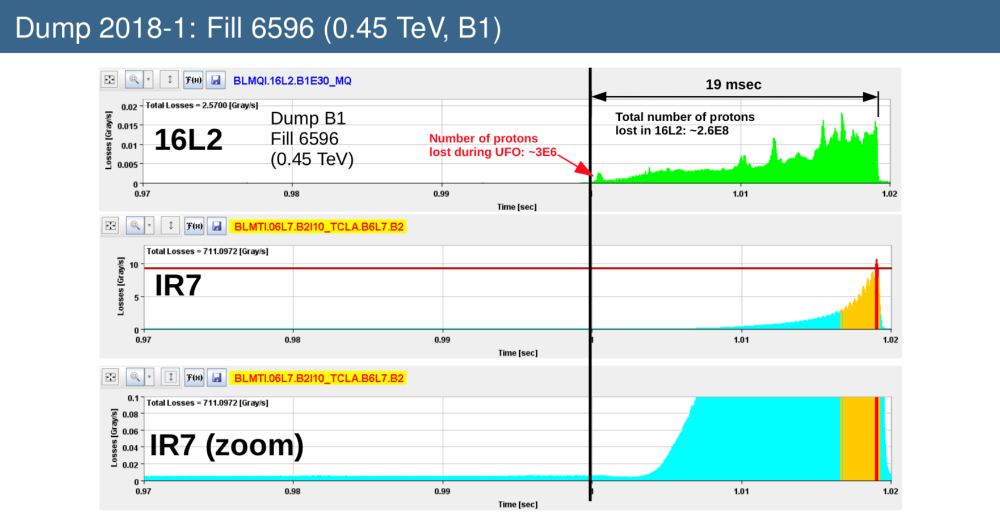 Dump 2018-1: Fill 6596 (0.45 TeV, B1)
F(x)
BLMQI.16L2.B1E30_MQ
19 msec
Total Losses = 2.5700 [Gray/s]
Losses [Gray/s]
0.02
0.015
0.01
0.005
0
16L2
Dump B1
Fill 6596
(0.45 TeV)
Number of protons
lost during UFO: ~3E6
Total number of protons
lost in 16L2: ~2.6E8
0.97
0.98
0.99
1
1.01
1.02
Time [sec]
F(x)
BLMTI.06L7.B2I10_TCLA.B6L7.B2
Total Losses = 711.0972 [Gray/s]
Losses [Gray/s]
10
5
0
IR7
0.97
0.98
0.99
1
1.01
1.02
Time [sec]
F(x)
BLMTI.06L7.B2I10_TCLA.B6L7.B2
Total Losses = 711.0972 [Gray/s]
Losses [Gray/s]
0.1
0.08
0.06
0.04
0.02
0
IR7 (zoom)
0.97
0.98
0.99
1
1.01
1.02
Time [sec]